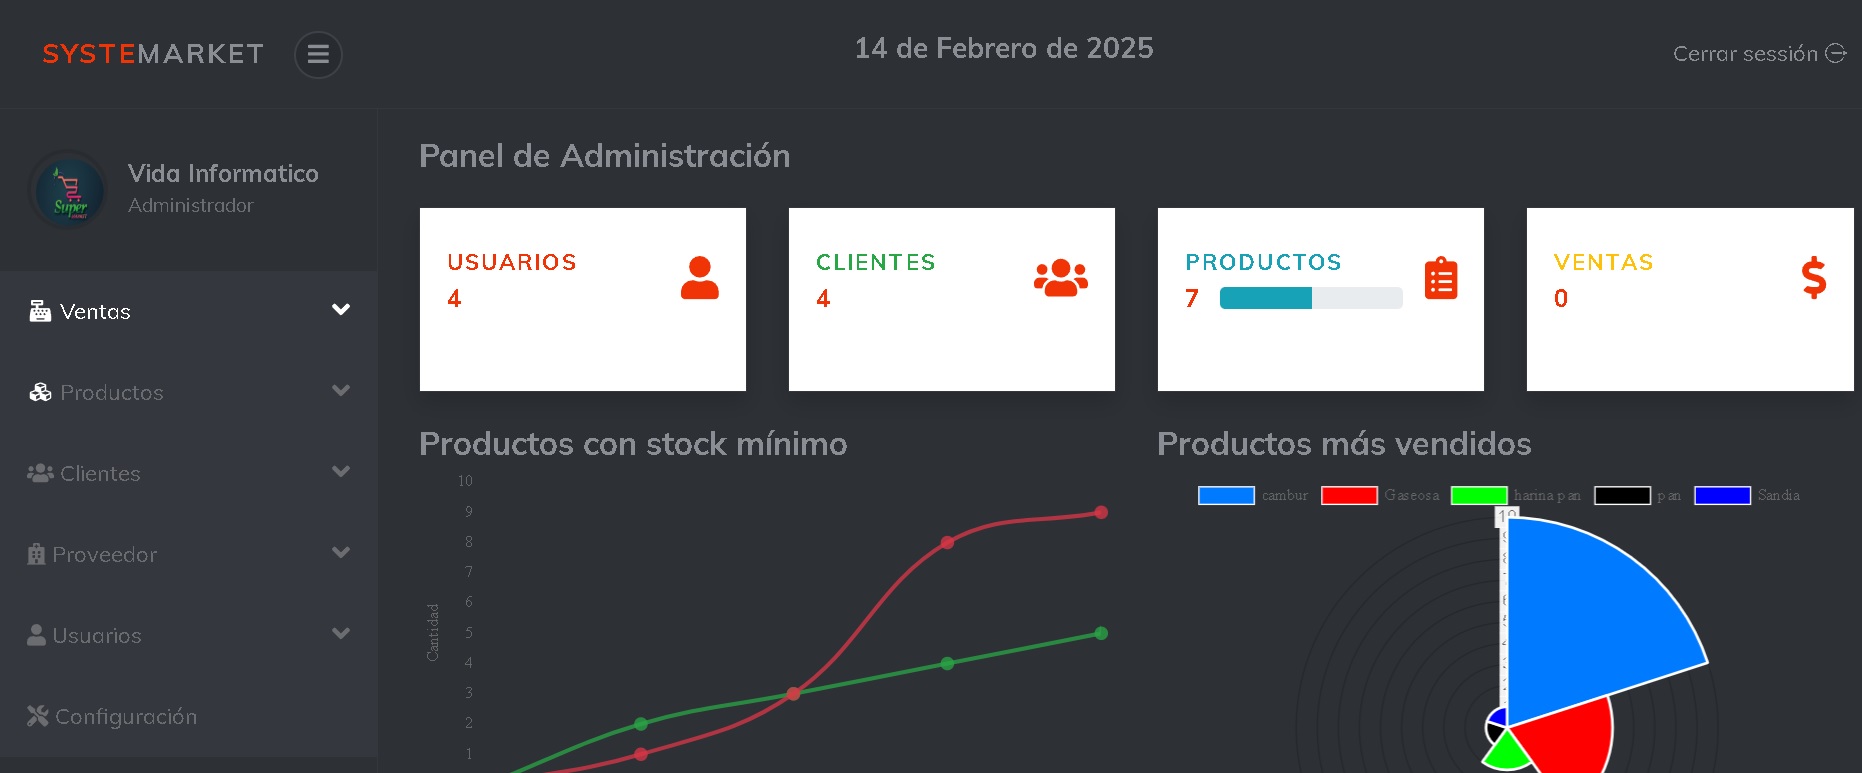 SYSTEMARKET
14 de Febrero de 2025
Cerrar sessión
Vida Informatico
Administrador
Super
Ventas
Productos
Clientes
Proveedor
Usuarios
Configuración
Panel de Administración
USUARIOS
4
CLIENTES
4
PRODUCTOS
7
VENTAS
0
Productos con stock mínimo
10
9
8
7
6
5
4
3
2
1
Cantidad
Productos más vendidos
cambur Gaseosa harina pan pan Sandia
10